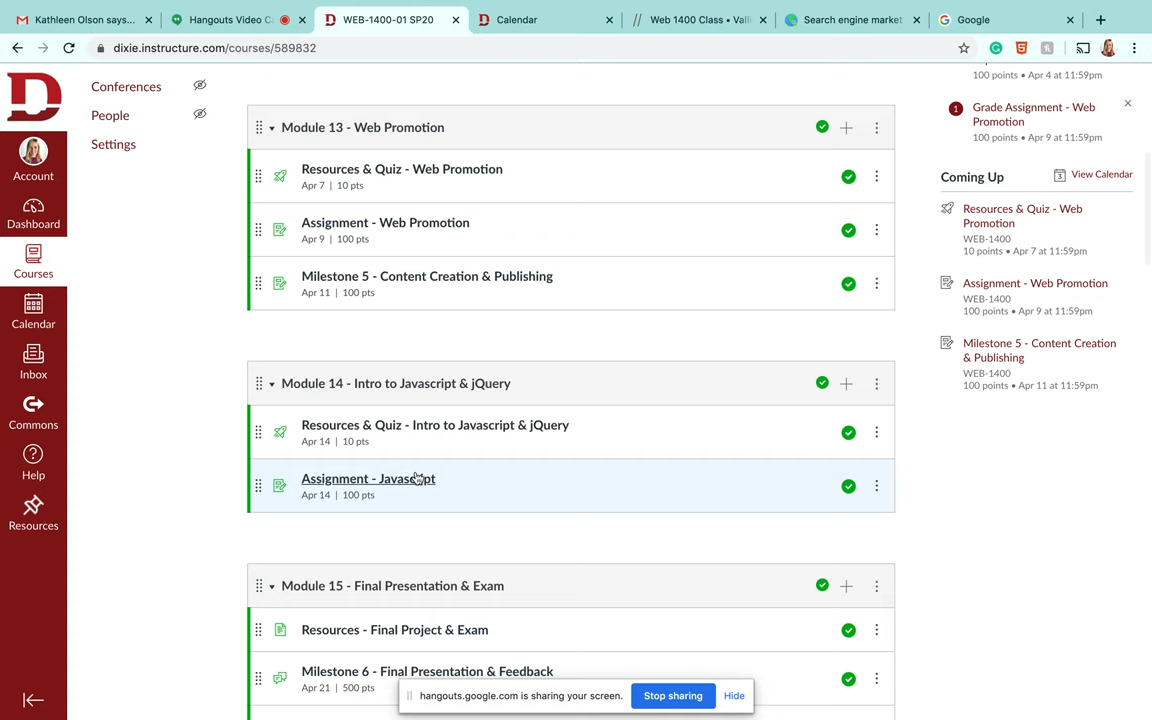 Kathleen Olson says...
Hangouts Video C
WEB-1400-01 SP20
Calendar
Web 1400 Class • Valli
Search engine market
Google
dixie.instructure.com/courses/589832
Account
Dashboard
Courses
Calendar
Inbox
Commons
Help
Resources
Conferences
People
Settings
Module 13 - Web Promotion
Resources & Quiz - Web Promotion
Apr 7 | 10 pts
Assignment - Web Promotion
Apr 9 | 100 pts
Milestone 5 - Content Creation & Publishing
Apr 11 | 100 pts
Module 14 - Intro to Javascript & jQuery
Resources & Quiz - Intro to Javascript & jQuery
Apr 14 | 10 pts
Assignment - Javascript
Apr 14 | 100 pts
Module 15 - Final Presentation & Exam
Resources - Final Project & Exam
Milestone 6 - Final Presentation & Feedback
Apr 21 | 500 pts
100 points • Apr 4 at 11:59pm
1
Grade Assignment - Web
Promotion
100 points • Apr 9 at 11:59pm
Coming Up
3
View Calendar
Resources & Quiz - Web
Promotion
WEB-1400
10 points • Apr 7 at 11:59pm
Assignment - Web Promotion
WEB-1400
100 points • Apr 9 at 11:59pm
Milestone 5 - Content Creation
& Publishing
WEB-1400
100 points • Apr 11 at 11:59pm
hangouts.google.com is sharing your screen.
Stop sharing
Hide